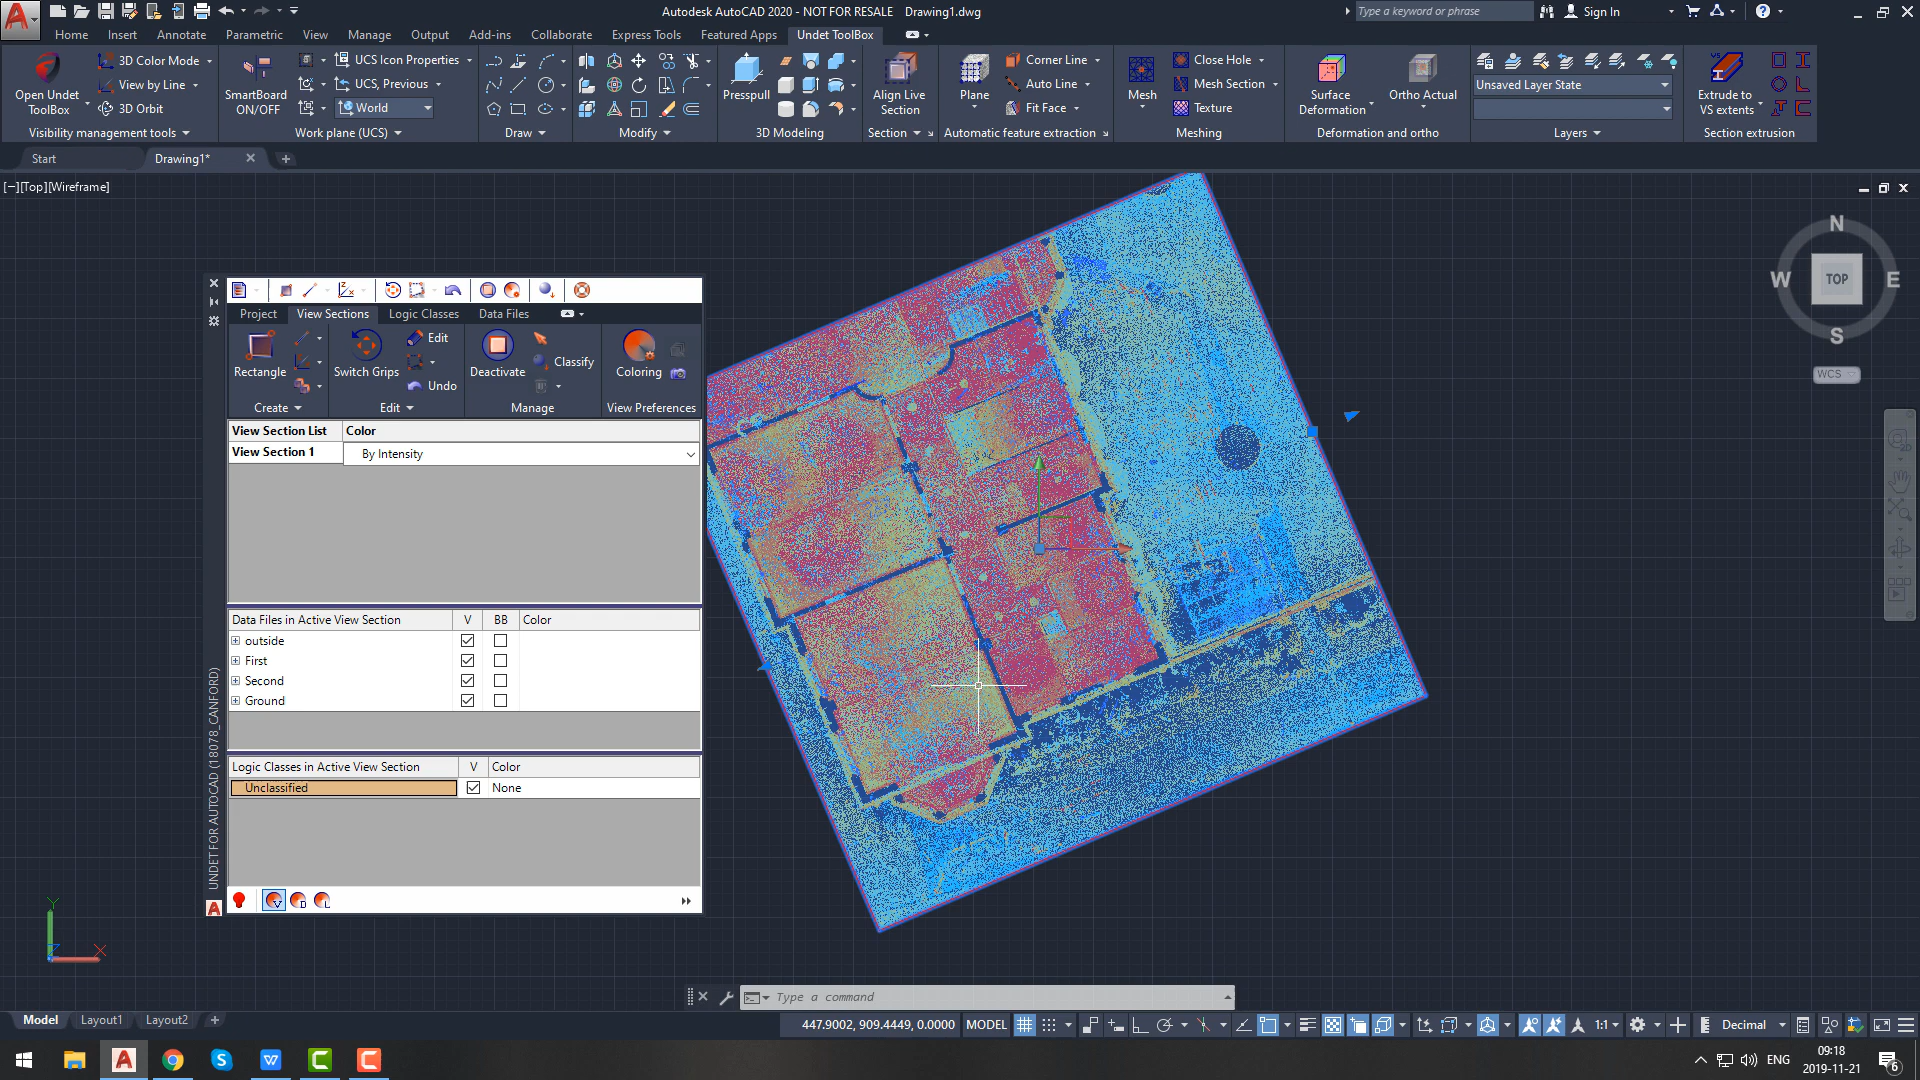 Autodesk AutoCAD 2020 - NOT FOR RESALE Drawing1.dwg
Type a keyword or phrase
Sign In
Home Insert Annotate Parametric View Manage Output Add-ins Collaborate Express Tools Featured Apps Undet ToolBox
Open Undet
ToolBox
3D Color Mode
View by Line
3D Orbit
Visibility management tools
SmartBoard
ON/OFF
UCS Icon Properties
UCS, Previous
World
Work plane (UCS)
Draw
Modify
Presspull
3D Modeling
Align Live
Section
Section
Plane
Corner Line
Auto Line
Fit Face
Automatic feature extraction
Mesh
Close Hole
Mesh Section
Texture
Meshing
Surface
Deformation
Ortho Actual
Deformation and ortho
Unsaved Layer State
Layers
Extrude to
VS extents
Section extrusion
Start
Drawing1*
[−][Top][Wireframe]
N
W
TOP
E
S
WCS
Project View Sections Logic Classes Data Files
Rectangle
Create
Switch Grips
Edit
Undo
Edit
Deactivate
Classify
Manage
Coloring
View Preferences
View Section List Color
View Section 1 By Intensity
Data Files in Active View Section V BB Color
outside
First
Second
Ground
Logic Classes in Active View Section V Color
Unclassified None
UNDET FOR AUTOCAD (18078_CANFORD)
Y
X
Z
Type a command
Model Layout1 Layout2
447.9002, 909.4449, 0.0000 MODEL
1:1
Decimal
ENG
09:18
2019-11-21
6